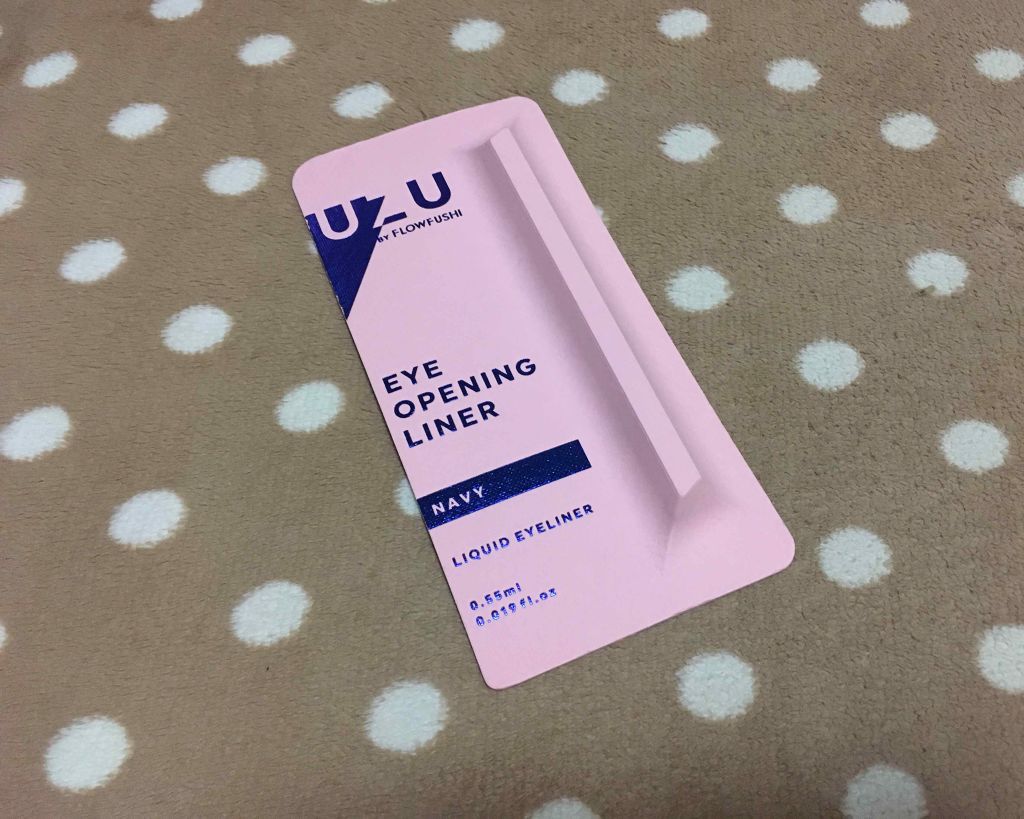 UZU
BY FLOWFUSHI
EYE
OPENING
LINER
NAVY
LIQUID EYELINER
0.55ml
0.019fl.oz